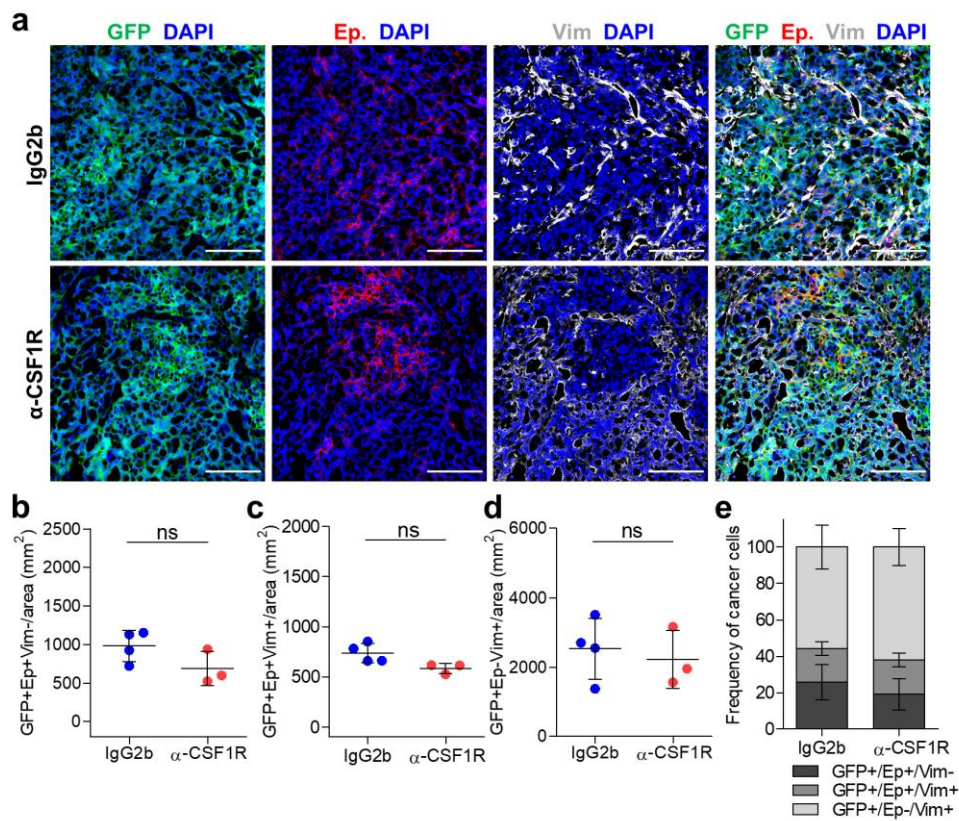 a
GFP DAPI
Ep. DAPI
Vim DAPI
GFP Ep. Vim DAPI
IgG2b
α-CSF1R
b
GFP+Ep+Vim-/area (mm²)
2500
2000
1500
1000
500
0
ns
IgG2b α-CSF1R
c
GFP+Ep+Vim+/area (mm²)
2000
1500
1000
500
0
ns
IgG2b α-CSF1R
d
GFP+Ep-Vim+/area (mm²)
6000
4000
2000
0
ns
IgG2b α-CSF1R
e
Frequency of cancer cells
100
80
60
40
20
0
IgG2b α-CSF1R
GFP+/Ep+/Vim-
GFP+/Ep+/Vim+
GFP+/Ep-/Vim+